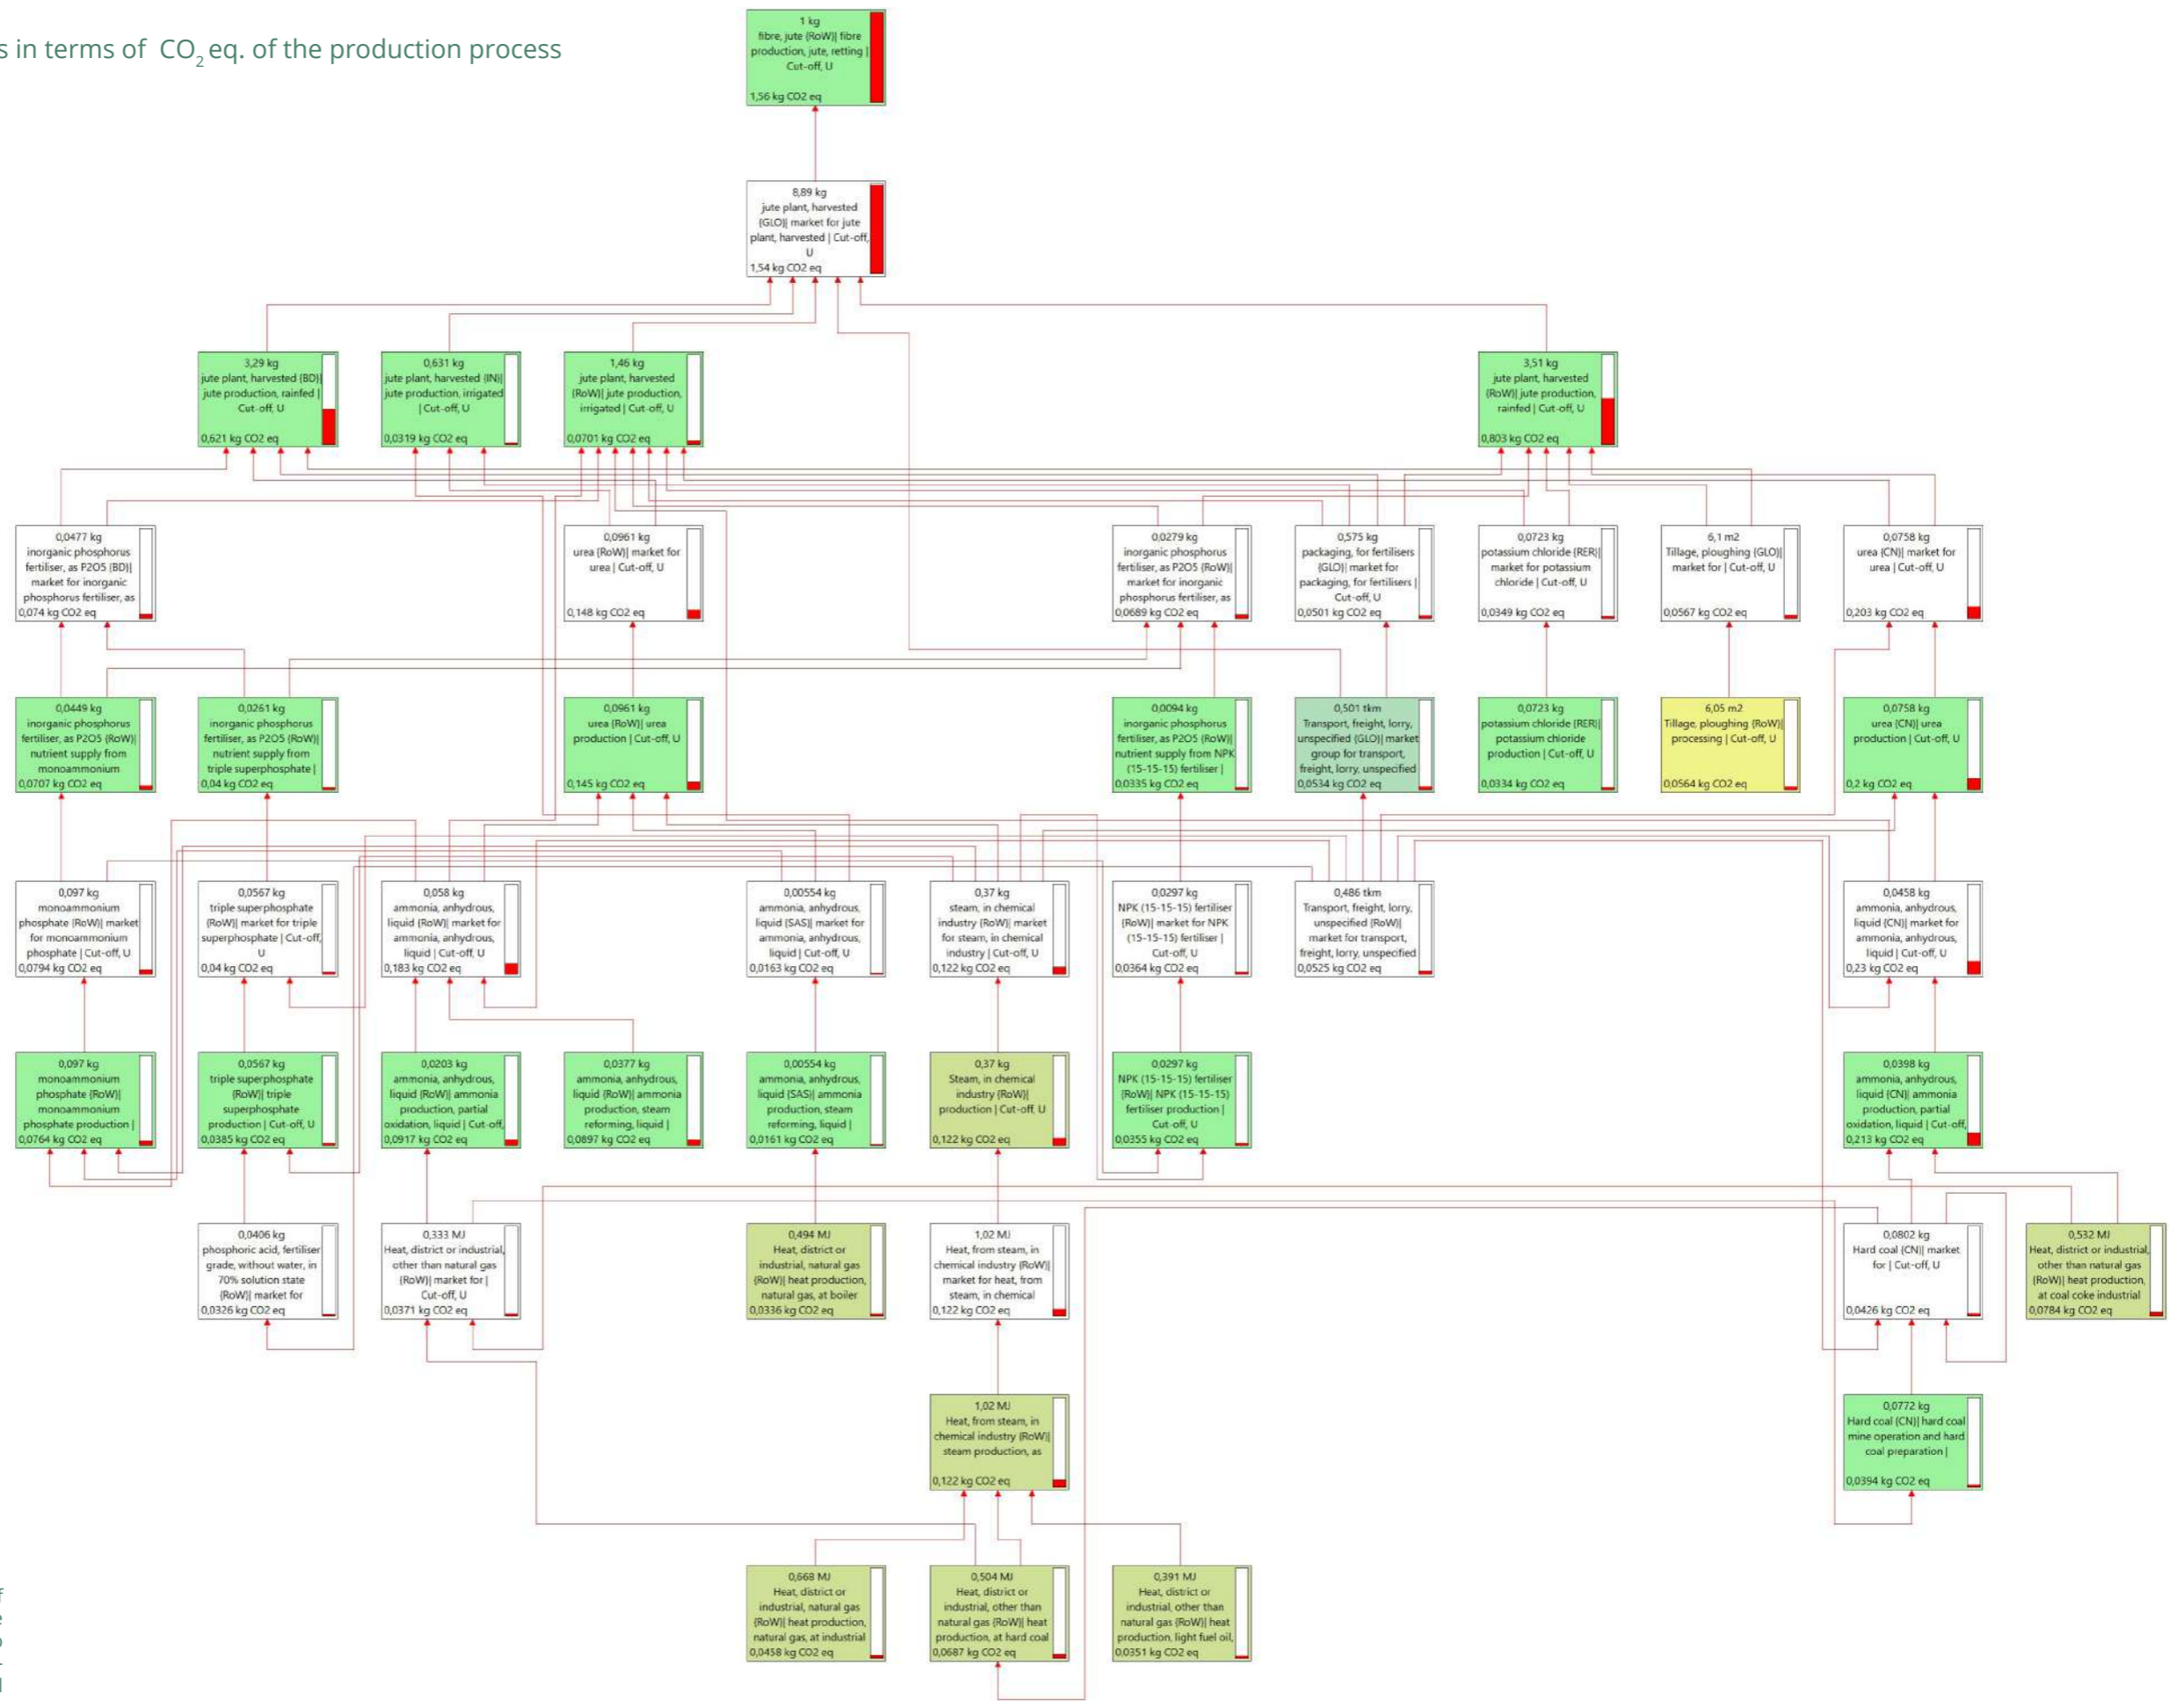 s in terms of CO2 eq. of the production process
1 kg
fibre, jute {RoW}| fibre
production, jute, retting |
Cut-off, U
1,56 kg CO2 eq
8,89 kg
jute plant, harvested
{GLO}| market for jute
plant, harvested | Cut-off,
U
1,54 kg CO2 eq
3,29 kg
jute plant, harvested {BD}|
jute production, rainfed |
Cut-off, U
0,621 kg CO2 eq
0,631 kg
jute plant, harvested {IN}|
jute production, irrigated
| Cut-off, U
0,0319 kg CO2 eq
1,46 kg
jute plant, harvested
{RoW}| jute production,
irrigated | Cut-off, U
0,0701 kg CO2 eq
3,51 kg
jute plant, harvested
{RoW}| jute production,
rainfed | Cut-off, U
0,803 kg CO2 eq
0,0477 kg
inorganic phosphorus
fertiliser, as P2O5 {BD}|
market for inorganic
phosphorus fertiliser, as
0,074 kg CO2 eq
0,0961 kg
urea {RoW}| market for
urea | Cut-off, U
0,148 kg CO2 eq
0,0279 kg
inorganic phosphorus
fertiliser, as P2O5 {RoW}|
market for inorganic
phosphorus fertiliser, as
0,0689 kg CO2 eq
0,575 kg
packaging, for fertilisers
{GLO}| market for
packaging, for fertilisers |
Cut-off, U
0,0501 kg CO2 eq
0,0723 kg
potassium chloride {RER}|
market for potassium
chloride | Cut-off, U
0,0349 kg CO2 eq
6,1 m2
Tillage, ploughing {GLO}|
market for | Cut-off, U
0,0567 kg CO2 eq
0,0758 kg
urea {CN}| market for
urea | Cut-off, U
0,203 kg CO2 eq
0,0449 kg
inorganic phosphorus
fertiliser, as P2O5 {RoW}|
nutrient supply from
monoammonium
0,0707 kg CO2 eq
0,0261 kg
inorganic phosphorus
fertiliser, as P2O5 {RoW}|
nutrient supply from
triple superphosphate |
0,04 kg CO2 eq
0,0961 kg
urea {RoW}| urea
production | Cut-off, U
0,145 kg CO2 eq
0,0094 kg
inorganic phosphorus
fertiliser, as P2O5 {RoW}|
nutrient supply from NPK
(15-15-15) fertiliser |
0,0335 kg CO2 eq
0,501 tkm
Transport, freight, lorry,
unspecified {GLO}| market
group for transport,
freight, lorry, unspecified
0,0534 kg CO2 eq
0,0723 kg
potassium chloride {RER}|
potassium chloride
production | Cut-off, U
0,0334 kg CO2 eq
6,05 m2
Tillage, ploughing {RoW}|
processing | Cut-off, U
0,0564 kg CO2 eq
0,0758 kg
urea {CN}| urea
production | Cut-off, U
0,2 kg CO2 eq
0,097 kg
monoammonium
phosphate {RoW}| market
for monoammonium
phosphate | Cut-off, U
0,0794 kg CO2 eq
0,0567 kg
triple superphosphate
{RoW}| market for triple
superphosphate | Cut-off,
U
0,04 kg CO2 eq
0,058 kg
ammonia, anhydrous,
liquid {RoW}| market for
ammonia, anhydrous,
liquid | Cut-off, U
0,183 kg CO2 eq
0,00554 kg
ammonia, anhydrous,
liquid {SAS}| market for
ammonia, anhydrous,
liquid | Cut-off, U
0,0163 kg CO2 eq
0,37 kg
steam, in chemical
industry {RoW}| market
for steam, in chemical
industry | Cut-off, U
0,122 kg CO2 eq
0,0297 kg
NPK (15-15-15) fertiliser
{RoW}| market for NPK
(15-15-15) fertiliser |
Cut-off, U
0,0364 kg CO2 eq
0,486 tkm
Transport, freight, lorry,
unspecified {RoW}|
market for transport,
freight, lorry, unspecified
0,0525 kg CO2 eq
0,0458 kg
ammonia, anhydrous,
liquid {CN}| market for
ammonia, anhydrous,
liquid | Cut-off, U
0,23 kg CO2 eq
0,097 kg
monoammonium
phosphate {RoW}|
monoammonium
phosphate production |
0,0764 kg CO2 eq
0,0567 kg
triple superphosphate
{RoW}| triple
superphosphate
production | Cut-off, U
0,0385 kg CO2 eq
0,0203 kg
ammonia, anhydrous,
liquid {RoW}| ammonia
production, partial
oxidation, liquid | Cut-off,
0,0917 kg CO2 eq
0,0377 kg
ammonia, anhydrous,
liquid {RoW}| ammonia
production, steam
reforming, liquid |
0,0897 kg CO2 eq
0,00554 kg
ammonia, anhydrous,
liquid {SAS}| ammonia
production, steam
reforming, liquid |
0,0161 kg CO2 eq
0,37 kg
Steam, in chemical
industry {RoW}|
production | Cut-off, U
0,122 kg CO2 eq
0,0297 kg
NPK (15-15-15) fertiliser
{RoW}| NPK (15-15-15)
fertiliser production |
Cut-off, U
0,0355 kg CO2 eq
0,0398 kg
ammonia, anhydrous,
liquid {CN}| ammonia
production, partial
oxidation, liquid | Cut-off,
0,213 kg CO2 eq
0,0406 kg
phosphoric acid, fertiliser
grade, without water, in
70% solution state
{RoW}| market for
0,0326 kg CO2 eq
0,333 MJ
Heat, district or industrial,
other than natural gas
{RoW}| market for |
Cut-off, U
0,0371 kg CO2 eq
0,494 MJ
Heat, district or
industrial, natural gas
{RoW}| heat production,
natural gas, at boiler
0,0336 kg CO2 eq
1,02 MJ
Heat, from steam, in
chemical industry {RoW}|
market for heat, from
steam, in chemical
0,122 kg CO2 eq
0,0802 kg
Hard coal {CN}| market
for | Cut-off, U
0,0426 kg CO2 eq
0,532 MJ
Heat, district or industrial,
other than natural gas
{RoW}| heat production,
at coal coke industrial
0,0784 kg CO2 eq
1,02 MJ
Heat, from steam, in
chemical industry {RoW}|
steam production, as
0,122 kg CO2 eq
0,0772 kg
Hard coal {CN}| hard coal
mine operation and hard
coal preparation |
0,0394 kg CO2 eq
0,668 MJ
Heat, district or
industrial, natural gas
{RoW}| heat production,
natural gas, at industrial
0,0458 kg CO2 eq
0,504 MJ
Heat, district or
industrial, other than
natural gas {RoW}| heat
production, at hard coal
0,0687 kg CO2 eq
0,391 MJ
Heat, district or
industrial, other than
natural gas {RoW}| heat
production, light fuel oil,
0,0351 kg CO2 eq